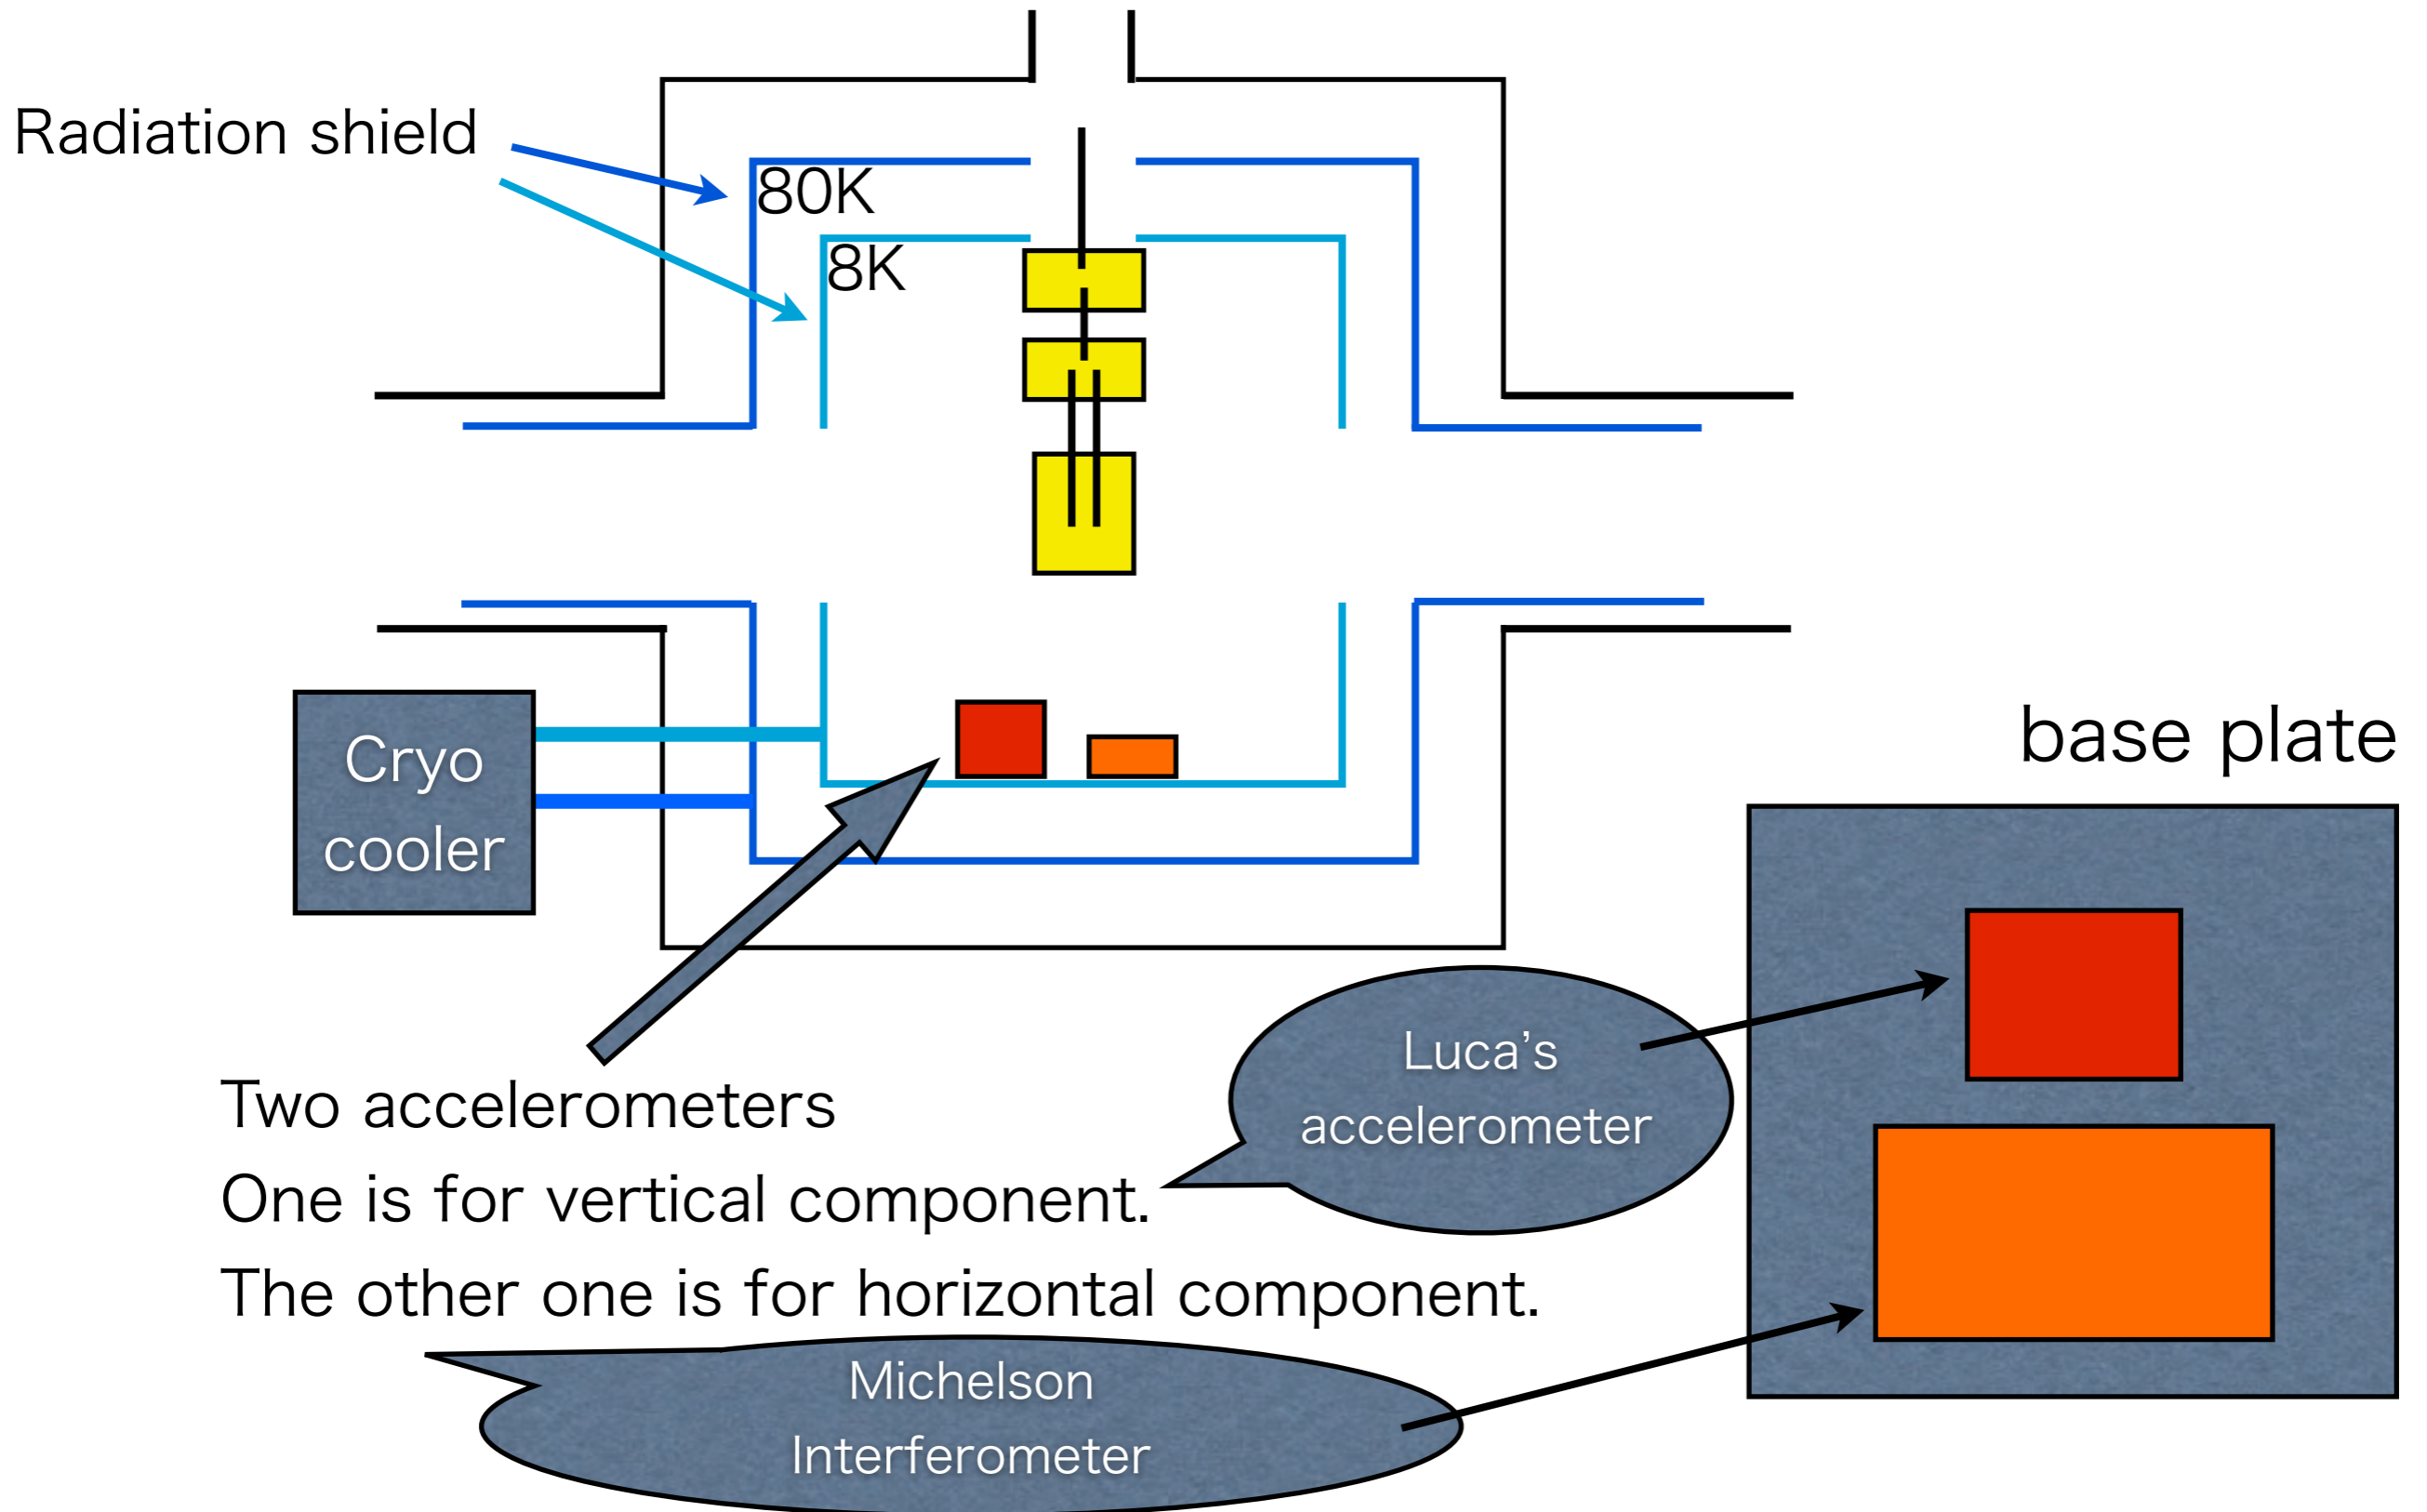 Radiation shield
80K
8K
Cryo
cooler
base plate
Luca’s
accelerometer
Two accelerometers
One is for vertical component.
The other one is for horizontal component.
Michelson
Interferometer